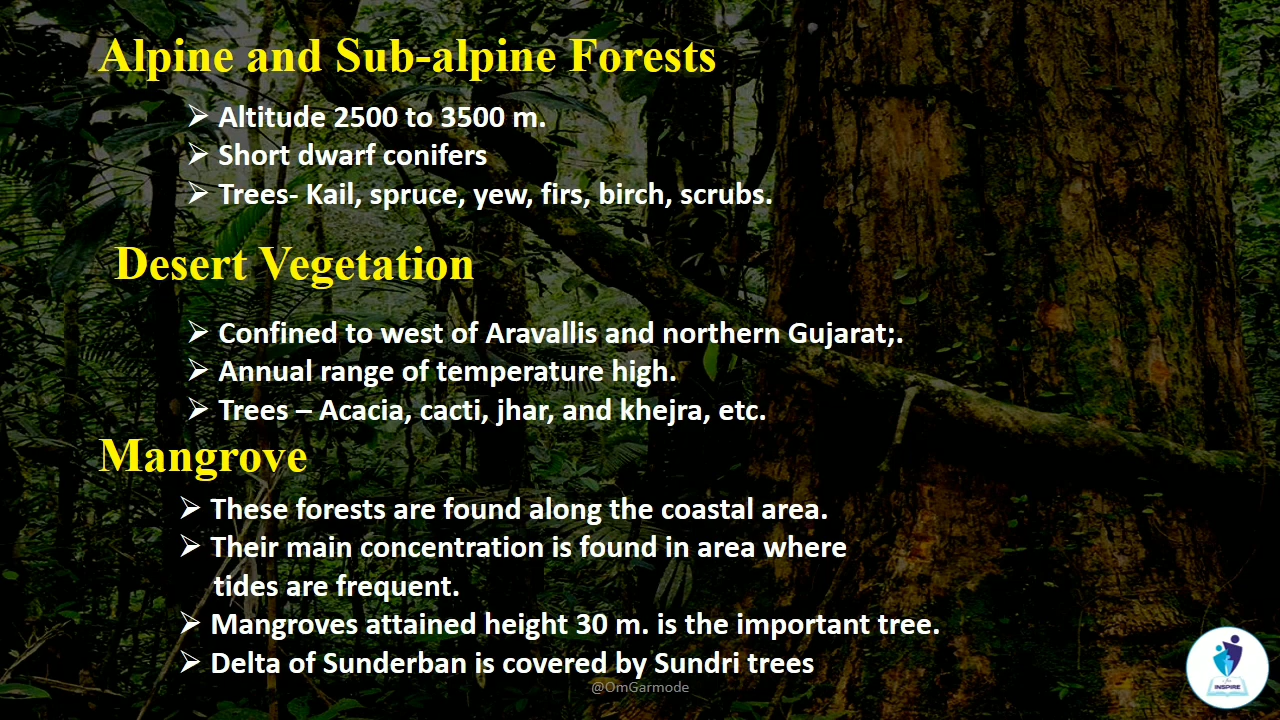 Alpine and Sub-alpine Forests
➢ Altitude 2500 to 3500 m.
➢ Short dwarf conifers
➢ Trees- Kail, spruce, yew, firs, birch, scrubs.
Desert Vegetation
➢ Confined to west of Aravallis and northern Gujarat;.
➢ Annual range of temperature high.
➢ Trees – Acacia, cacti, jhar, and khejra, etc.
Mangrove
➢ These forests are found along the coastal area.
➢ Their main concentration is found in area where
tides are frequent.
➢ Mangroves attained height 30 m. is the important tree.
➢ Delta of Sunderban is covered by Sundri trees
@OmGarmode
INSPIRE